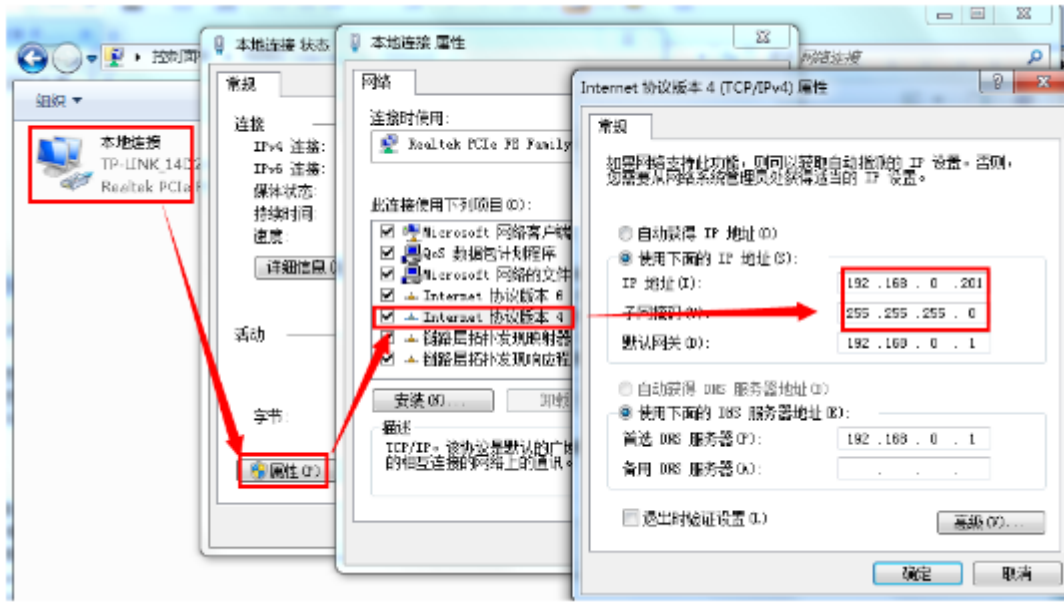 控制面
网络连接
组织
本地连接
TP-LINK_14D2
Realtek PCIe F
本地连接 状态
常规
连接
IPv4 连接:
IPv6 连接:
媒体状态:
持续时间:
速度:
详细信息(
活动
字节:
属性(P)
本地连接 属性
网络
连接时使用:
Realtek PCIe FE Family
此连接使用下列项目(O):
Microsoft 网络客户端
QoS 数据包计划程序
Microsoft 网络的文件
Internet 协议版本 6
Internet 协议版本 4
链路层拓扑发现映射器
链路层拓扑发现响应程
安装(N)...
卸载
描述
TCP/IP。该协议是默认的广域
的相互连接的网络上的通讯。
Internet 协议版本 4 (TCP/IPv4) 属性
常规
如果网络支持此功能，则可以获取自动指派的 IP 设置。否则，
您需要从网络系统管理员处获得适当的 IP 设置。
自动获得 IP 地址(O)
使用下面的 IP 地址(S):
IP 地址(I): 192 .168 . 0 .201
子网掩码(U): 255 .255 .255 . 0
默认网关(D): 192 .168 . 0 . 1
自动获得 DNS 服务器地址(B)
使用下面的 DNS 服务器地址(E):
首选 DNS 服务器(P): 192 .168 . 0 . 1
备用 DNS 服务器(A): . . .
退出时验证设置(L)
高级(V)...
确定
取消